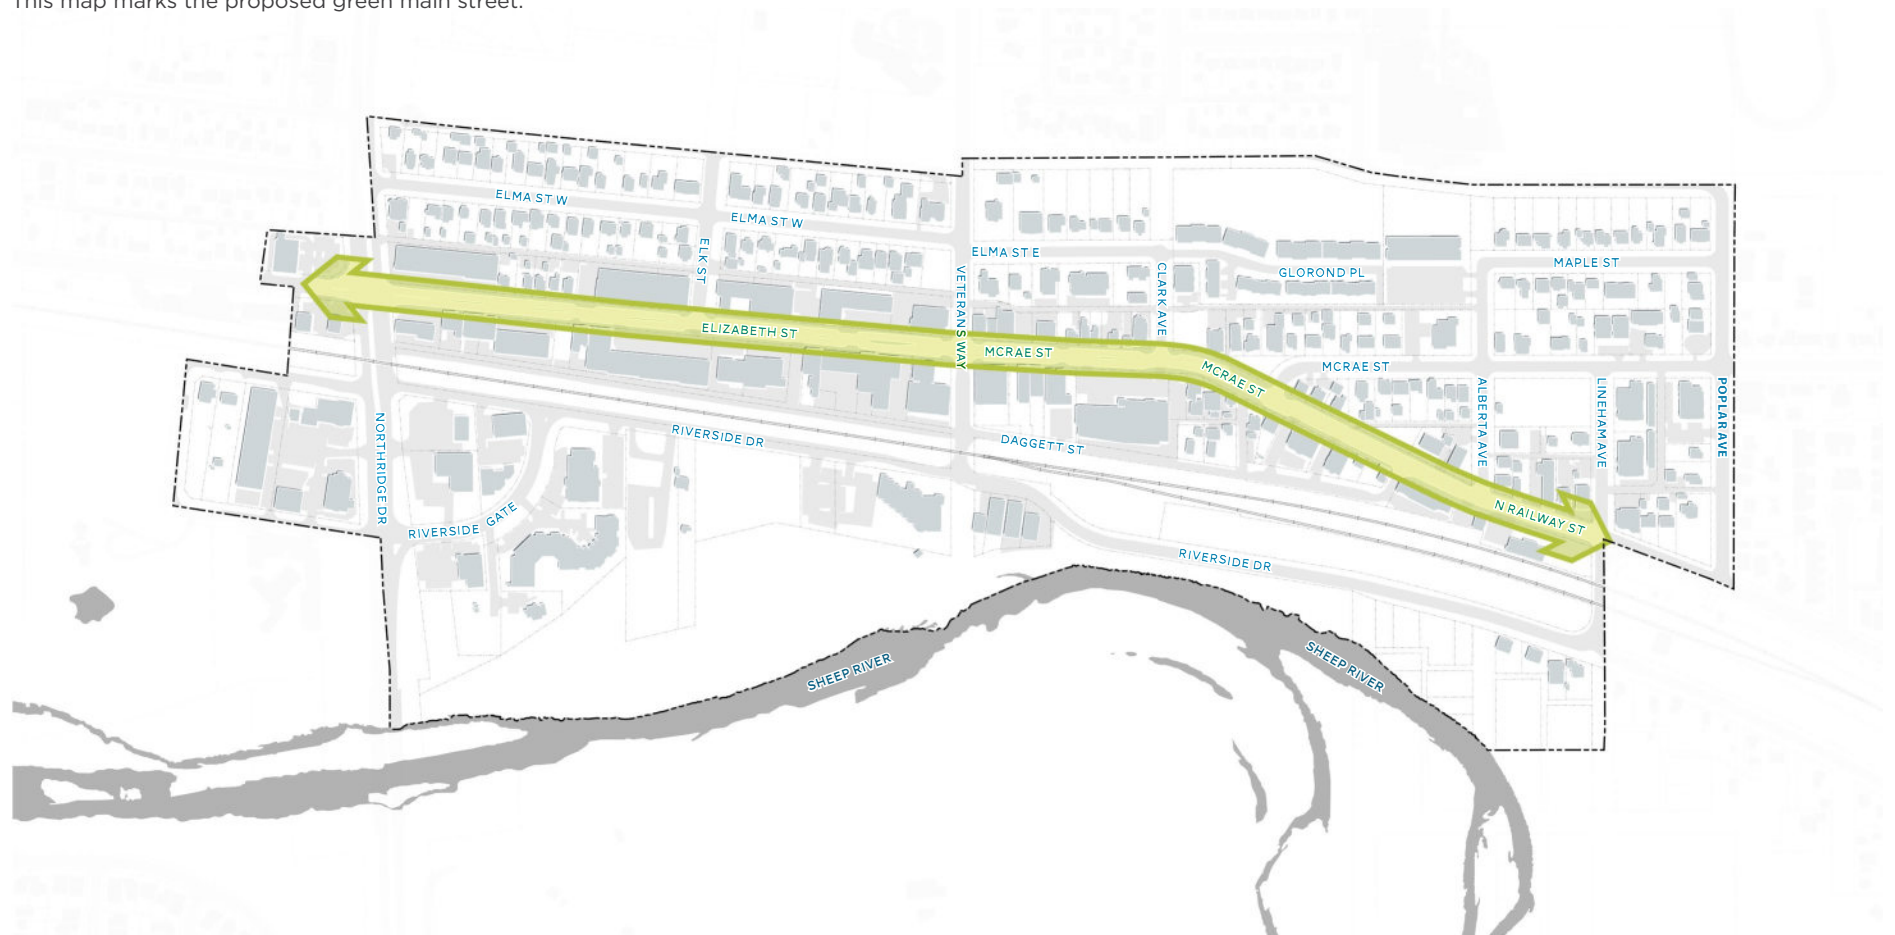 This map marks the proposed green main street.
ELMA ST W
ELMA ST W
ELK ST
ELMA ST E
VETERANS WAY
CLARK AVE
GLOROND PL
MAPLE ST
ELIZABETH ST
MCRAE ST
MCRAE ST
MCRAE ST
ALBERTA AVE
LINEHAM AVE
POPLAR AVE
NORTHRIDGE DR
RIVERSIDE DR
DAGGETT ST
RIVERSIDE GATE
N RAILWAY ST
RIVERSIDE DR
SHEEP RIVER
SHEEP RIVER